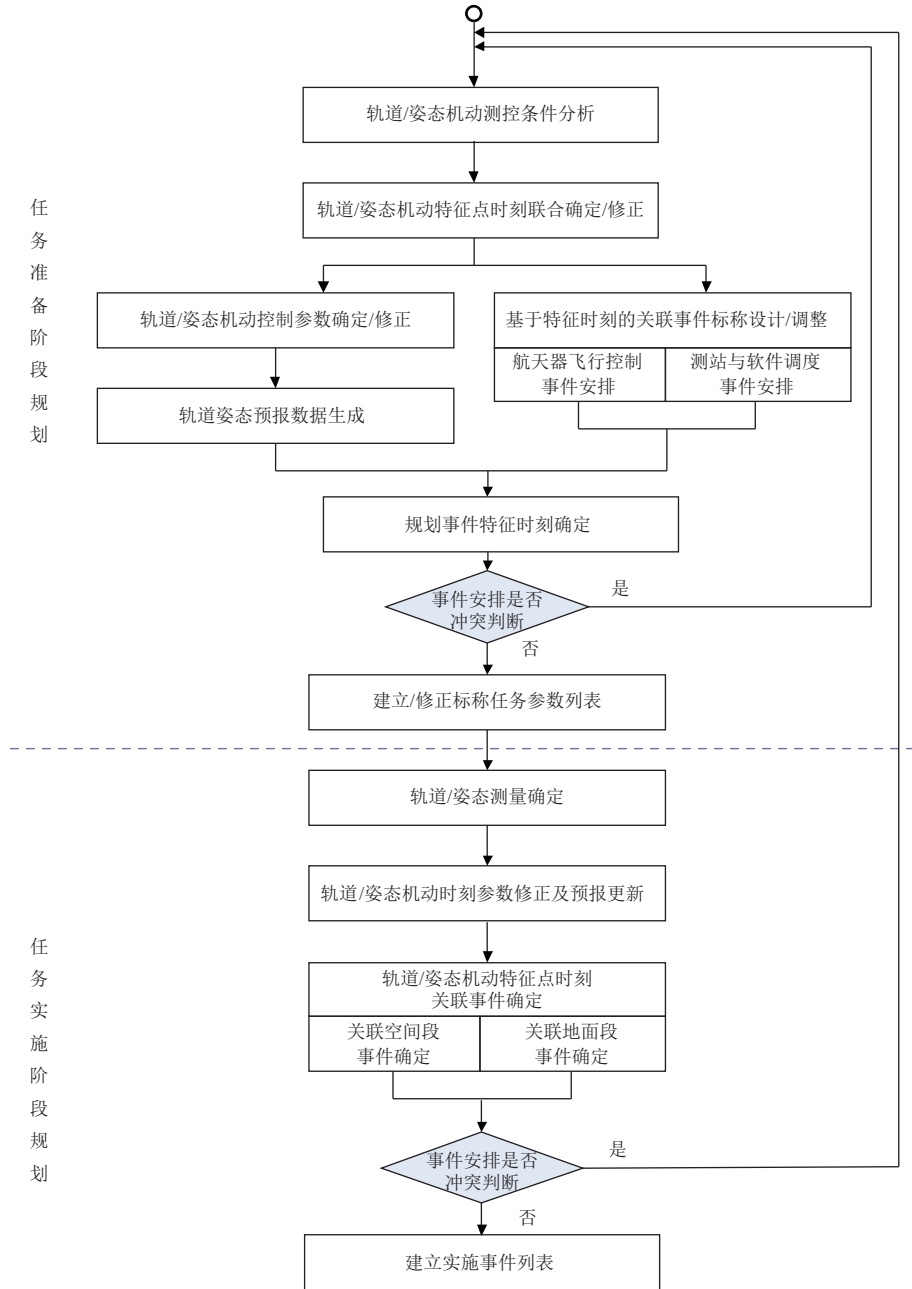 轨道/姿态机动测控条件分析
轨道/姿态机动特征点时刻联合确定/修正
任务准备阶段规划
轨道/姿态机动控制参数确定/修正
基于特征时刻的关联事件标称设计/调整
航天器飞行控制
事件安排
测站与软件调度
事件安排
轨道姿态预报数据生成
规划事件特征时刻确定
事件安排是否
冲突判断
是
否
建立/修正标称任务参数列表
轨道/姿态测量确定
轨道/姿态机动时刻参数修正及预报更新
任务实施阶段规划
轨道/姿态机动特征点时刻
关联事件确定
关联空间段
事件确定
关联地面段
事件确定
事件安排是否
冲突判断
是
否
建立实施事件列表